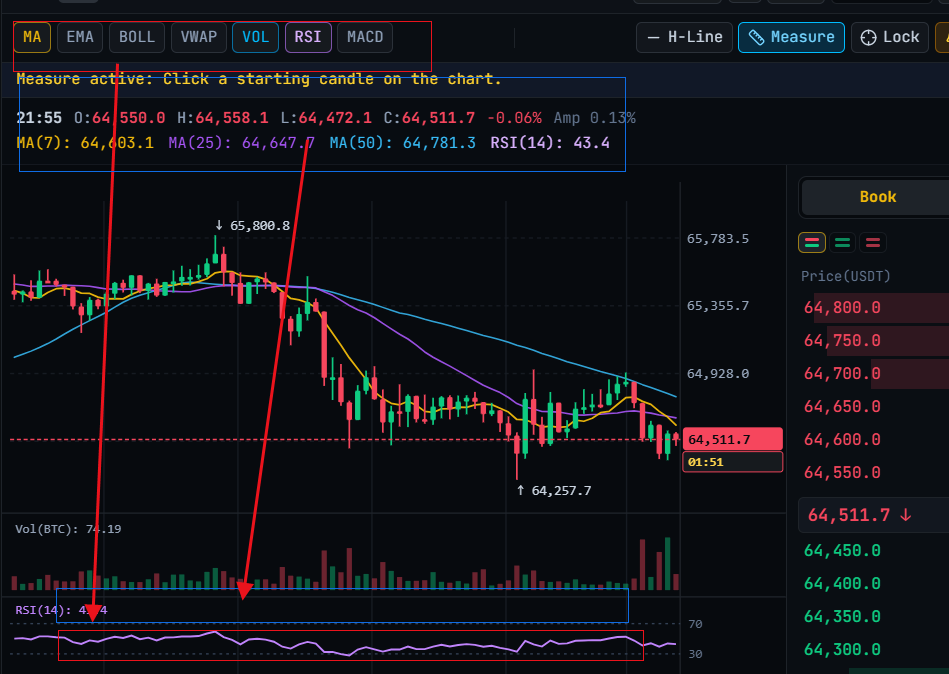 MA EMA BOLL VWAP VOL RSI MACD — H-Line Measure Lock
Measure active: Click a starting candle on the chart.
21:55 O:64,550.0 H:64,558.1 L:64,472.1 C:64,511.7 -0.06% Amp 0.13%
MA(7): 64,603.1 MA(25): 64,647.7 MA(50): 64,781.3 RSI(14): 43.4
Book
↓ 65,800.8
65,783.5
Price(USDT)
64,800.0
65,355.7
64,750.0
64,928.0
64,700.0
64,650.0
64,511.7
64,600.0
01:51
64,550.0
↑ 64,257.7
64,511.7 ↓
Vol(BTC): 74.19
64,450.0
64,400.0
RSI(14): 43.4
64,350.0
70
64,300.0
30